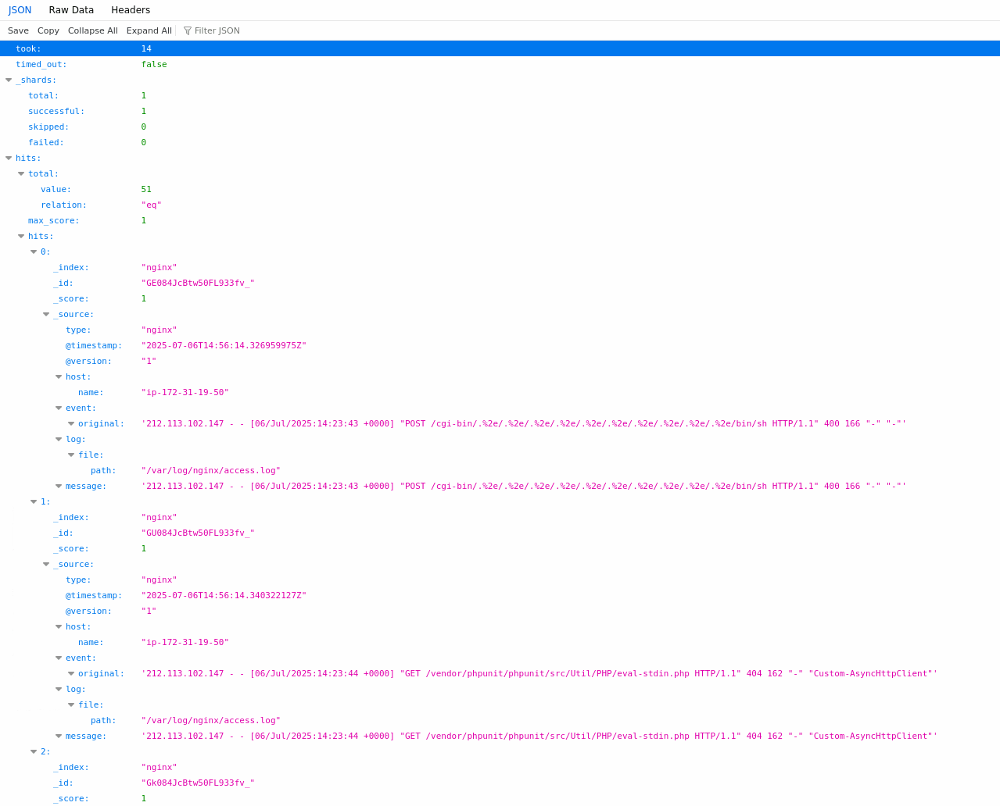 JSON Raw Data Headers
Save Copy Collapse All Expand All Filter JSON
took: 14
timed_out: false
_shards:
total: 1
successful: 1
skipped: 0
failed: 0
hits:
total:
value: 51
relation: "eq"
max_score: 1
hits:
0:
_index: "nginx"
_id: "GE084JcBtw50FL933fv_"
_score: 1
_source:
type: "nginx"
@timestamp: "2025-07-06T14:56:14.326959975Z"
@version: "1"
host:
name: "ip-172-31-19-50"
event:
original: '212.113.102.147 - - [06/Jul/2025:14:23:43 +0000] "POST /cgi-bin/.%2e/.%2e/.%2e/.%2e/.%2e/.%2e/.%2e/.%2e/.%2e/.%2e/bin/sh HTTP/1.1" 400 166 "-" "-"'
log:
file:
path: "/var/log/nginx/access.log"
message: '212.113.102.147 - - [06/Jul/2025:14:23:43 +0000] "POST /cgi-bin/.%2e/.%2e/.%2e/.%2e/.%2e/.%2e/.%2e/.%2e/.%2e/.%2e/bin/sh HTTP/1.1" 400 166 "-" "-"'
1:
_index: "nginx"
_id: "GU084JcBtw50FL933fv_"
_score: 1
_source:
type: "nginx"
@timestamp: "2025-07-06T14:56:14.340322127Z"
@version: "1"
host:
name: "ip-172-31-19-50"
event:
original: '212.113.102.147 - - [06/Jul/2025:14:23:44 +0000] "GET /vendor/phpunit/phpunit/src/Util/PHP/eval-stdin.php HTTP/1.1" 404 162 "-" "Custom-AsyncHttpClient"'
log:
file:
path: "/var/log/nginx/access.log"
message: '212.113.102.147 - - [06/Jul/2025:14:23:44 +0000] "GET /vendor/phpunit/phpunit/src/Util/PHP/eval-stdin.php HTTP/1.1" 404 162 "-" "Custom-AsyncHttpClient"'
2:
_index: "nginx"
_id: "Gk084JcBtw50FL933fv_"
_score: 1